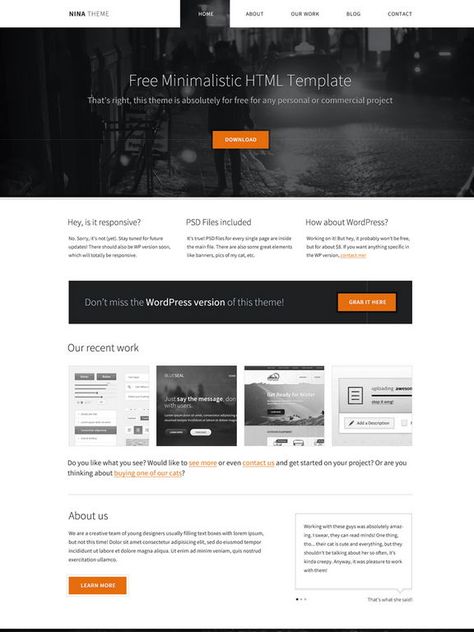 NINA THEME
HOME
ABOUT
OUR WORK
BLOG
CONTACT
Free Minimalistic HTML Template
That's right, this theme is absolutely for free for any personal or commercial project
DOWNLOAD
Hey, is it responsive?
No. Sorry, it's not (yet). Stay tuned for future
updates! There should also be WP version soon,
which will totally be responsive.
PSD Files included
It's true! PSD files for every single page are inside
the main file. There are also some great elements
like banners, pics of my cat, etc.
How about WordPress?
Working on it! But hey, it probably won't be free,
but for about $8. If you want anything specific in
the WP version, contact me!
Don't miss the WordPress version of this theme!
GRAB IT HERE
Our recent work
BLUESEAL
Just say the message, don
with users.
Get Ready for Winter
uploading awesom
stop it omg!
Add a Description
Do you like what you see? Would like to see more or even contact us and get started on your project? Or are you
thinking about buying one of our cats?
About us
We are a creative team of young designers usually filling text boxes with lorem ipsum,
but not this time! Dolor sit amet consectetur adipiscing elit, sed do eiusmod tempor
incididunt ut labore et dolore magna aliqua. Ut enim ad minim veniam, quis nostrud
exercitation ullamco.
LEARN MORE
Working with these guys was absolutely amaz-
ing. I swear, they can read minds! One thing,
tho... their cat is cute and everything, but they
shouldn't be talking about her so often, it's
kinda creepy. Anyway, it was pleasure to work
with them!
That's what she said!